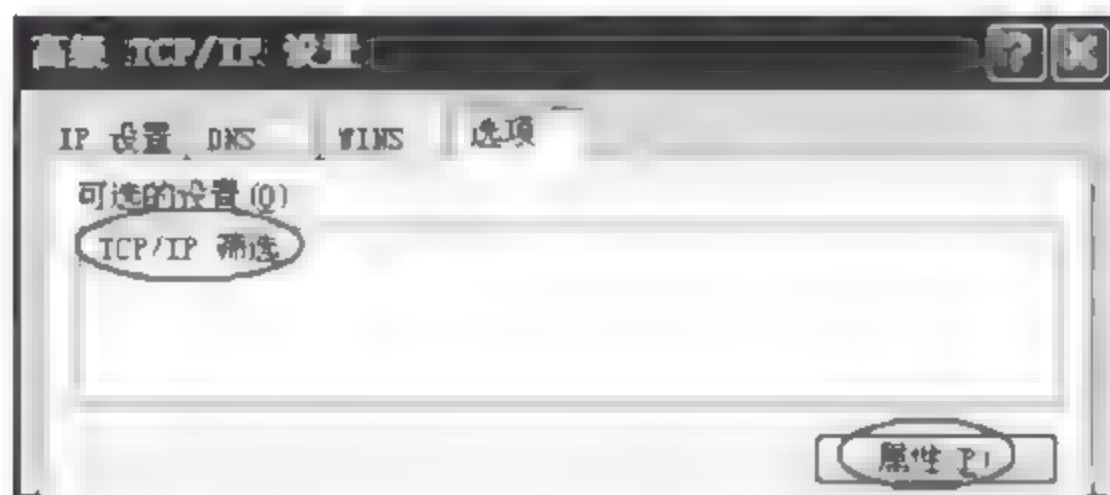 高级 TCP/IP 设置
IP 设置 DNS WINS 选项
可选的设置(O)
TCP/IP 筛选
属性(P)